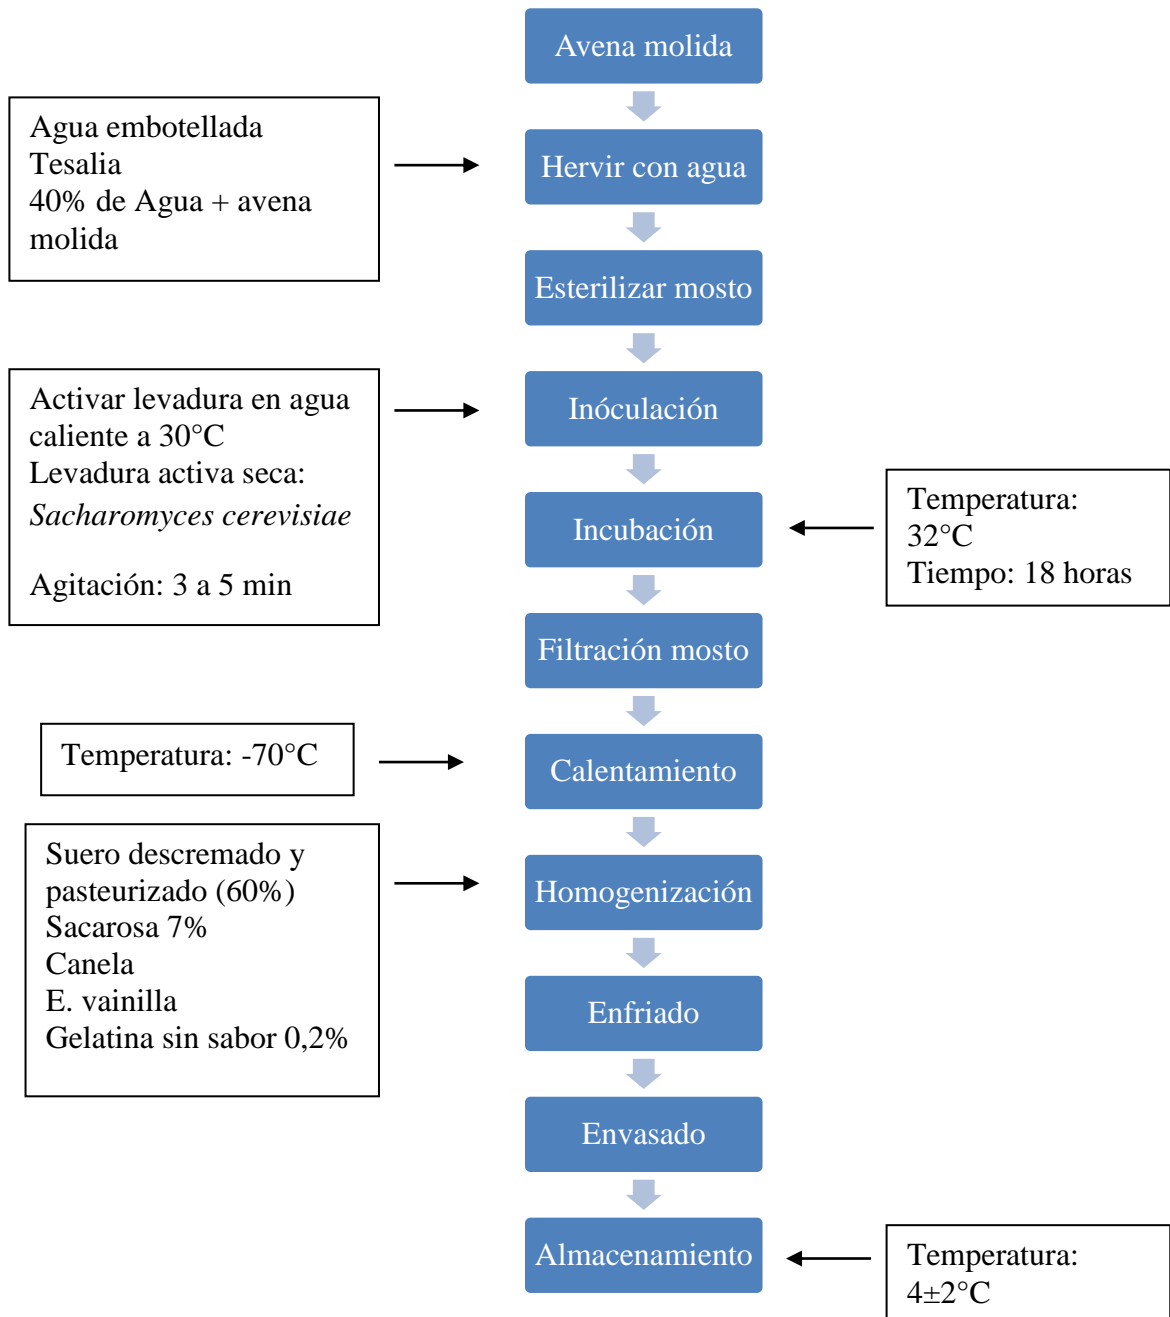 Avena molida
Agua embotellada
Tesalia
40% de Agua + avena
molida
Hervir con agua
Esterilizar mosto
Activar levadura en agua
caliente a 30°C
Levadura activa seca:
Sacharomyces cerevisiae
Agitación: 3 a 5 min
Inóculación
Incubación
Temperatura:
32°C
Tiempo: 18 horas
Filtración mosto
Temperatura: -70°C
Calentamiento
Suero descremado y
pasteurizado (60%)
Sacarosa 7%
Canela
E. vainilla
Gelatina sin sabor 0,2%
Homogenización
Enfriado
Envasado
Almacenamiento
Temperatura:
4±2°C